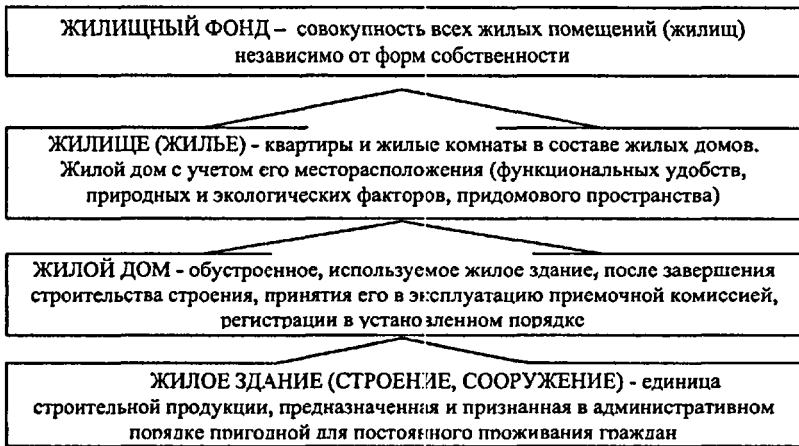 ЖИЛИЩНЫЙ ФОНД – совокупность всех жилых помещений (жилищ)
независимо от форм собственности
ЖИЛИЩЕ (ЖИЛЬЕ) - квартиры и жилые комнаты в составе жилых домов.
Жилой дом с учетом его месторасположения (функциональных удобств,
природных и экологических факторов, придомового пространства)
ЖИЛОЙ ДОМ - обустроенное, используемое жилое здание, после завершения
строительства строения, принятия его в эксплуатацию приемочной комиссией,
регистрации в установленном порядке
ЖИЛОЕ ЗДАНИЕ (СТРОЕНИЕ, СООРУЖЕНИЕ) - единица
строительной продукции, предназначенная и признанная в административном
порядке пригодной для постоянного проживания граждан